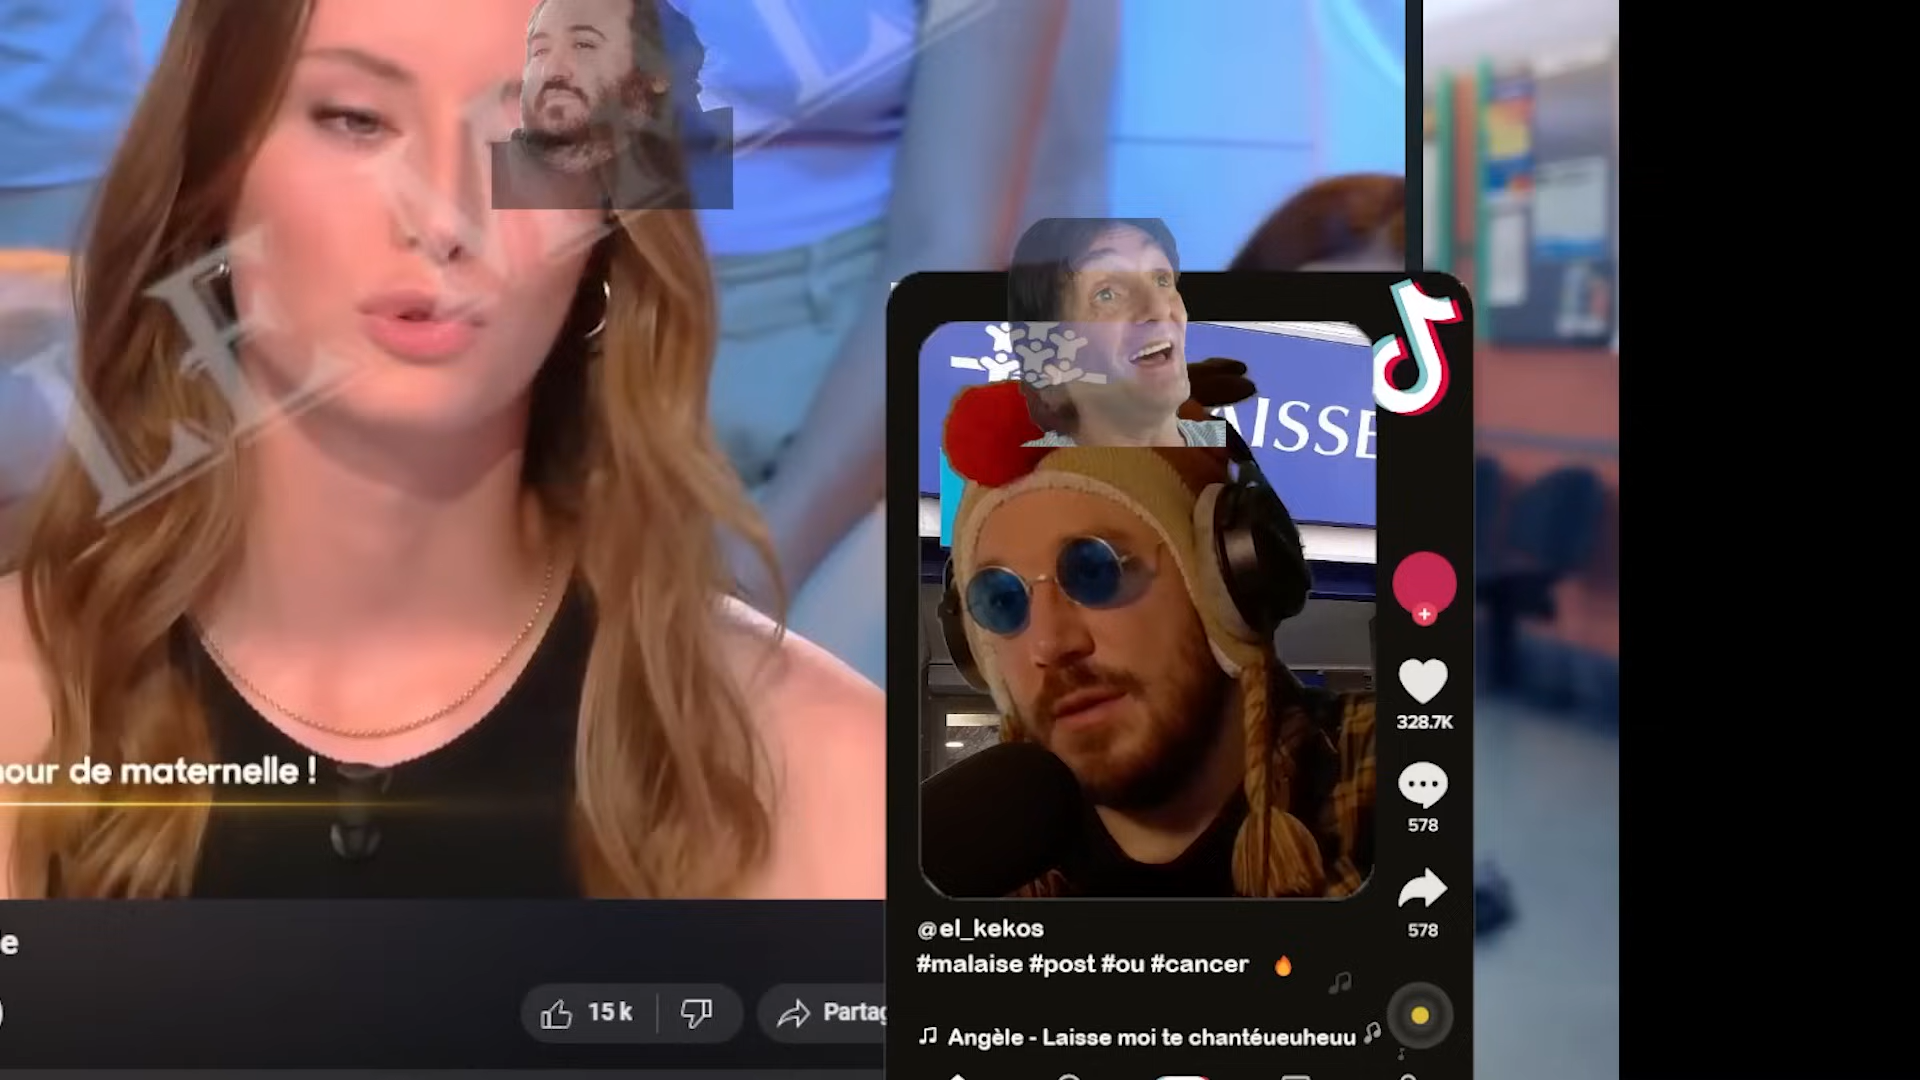 AISSE
328.7K
578
578
our de maternelle !
e
15 k
Partag
@el_kekos
#malaise #post #ou #cancer
Angèle - Laisse moi te chantéueuheuu